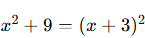 x² + 9 = (x + 3)²